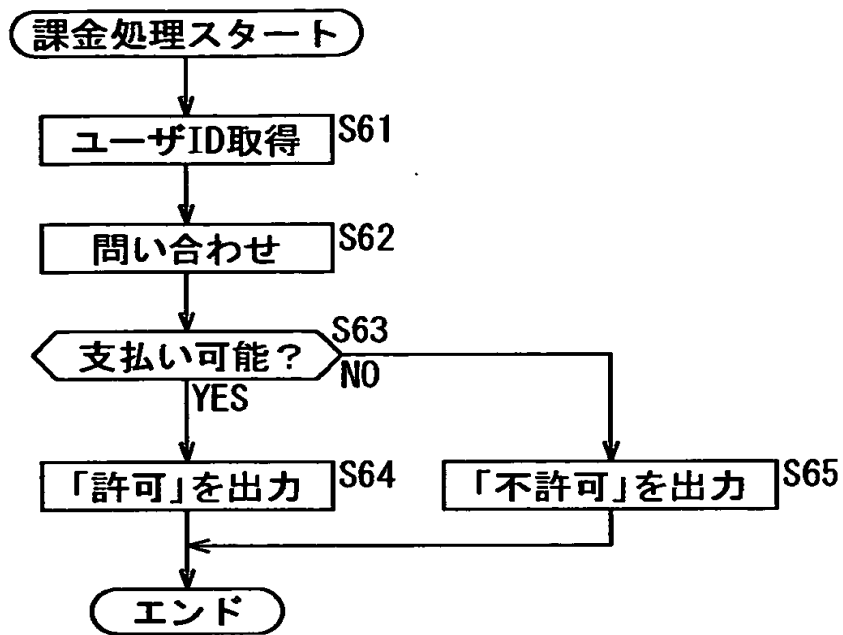 課金処理スタート
ユーザID取得
S61
問い合わせ
S62
支払い可能?
S63
NO
YES
「許可」を出力
S64
「不許可」を出力
S65
エンド